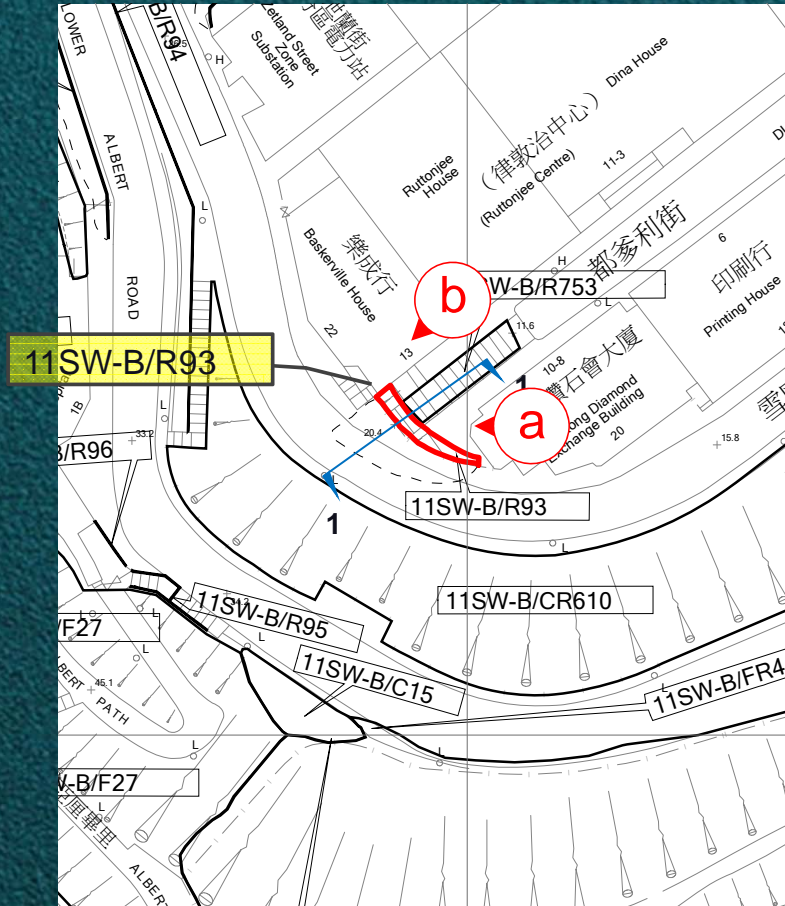 LOWER
ALBERT
ROAD
B/R94
H
Zetland Street
Zone
Substation
Dina House
(律敦治中心)
(Ruttonjee Centre)
11-3
Ruttonjee
House
樂成行
Baskerville House
22
13
b
W-B/R753
H
L
都爹利街
6
印刷行
Printing House
11.6
10-8
鑽石會大廈
Diamond
Exchange Building
20
15.8
a
1
11SW-B/R93
20.4
11SW-B/R93
1
L
L
L
1B
33.2
B/R96
11SW-B/R95
11SW-B/CR610
L
/F27
L
L
L
11SW-B/C15
11SW-B/FR4
L
45.1
PATH
L
L
W-B/F27
L
ALBERT